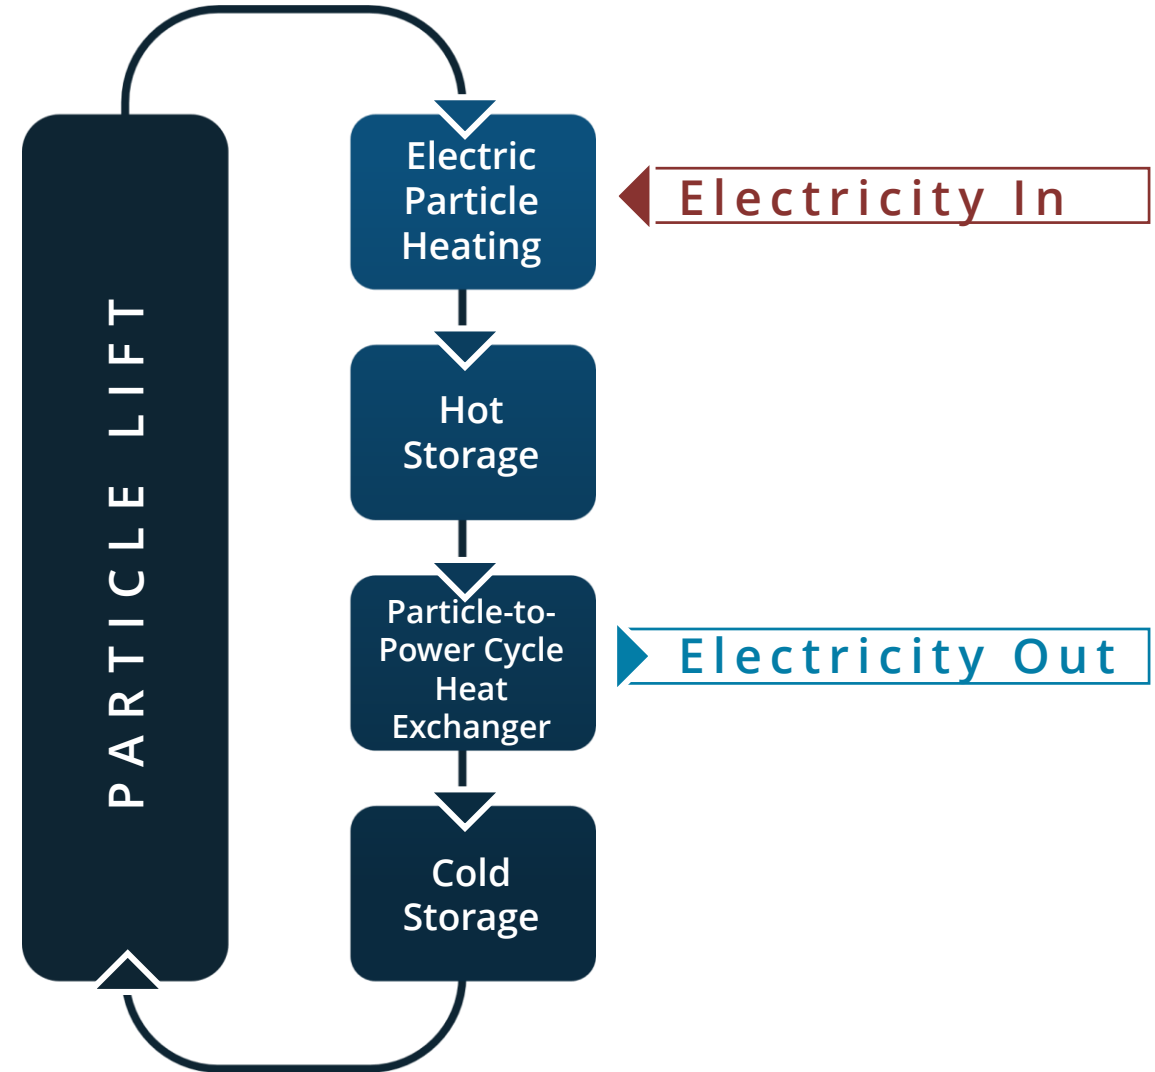 PARTICLE LIFT
Electric
Particle
Heating
Electricity In
Hot
Storage
Particle-to-
Power Cycle
Heat
Exchanger
Electricity Out
Cold
Storage